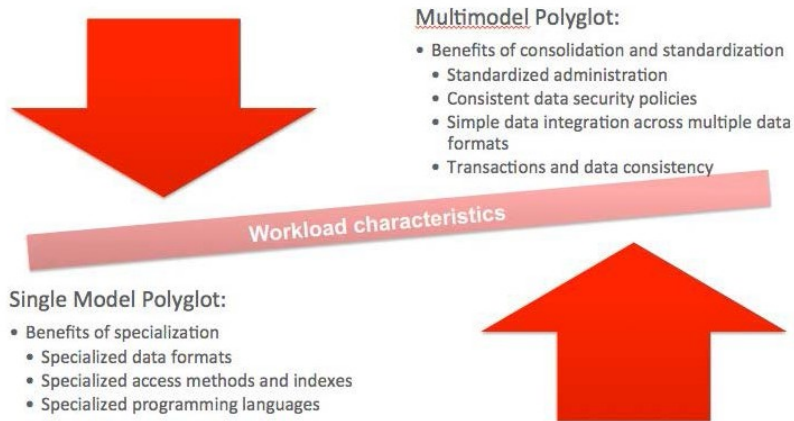 Multimodel Polyglot:
• Benefits of consolidation and standardization
• Standardized administration
• Consistent data security policies
• Simple data integration across multiple data
formats
• Transactions and data consistency
Workload characteristics
Single Model Polyglot:
• Benefits of specialization
• Specialized data formats
• Specialized access methods and indexes
• Specialized programming languages